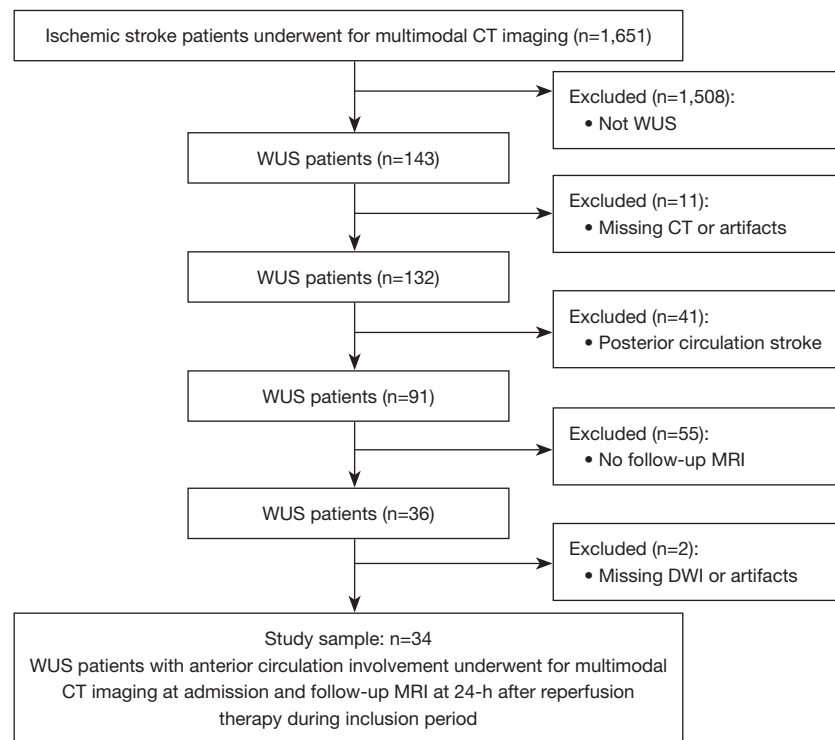 Ischemic stroke patients underwent for multimodal CT imaging (n=1,651)
Excluded (n=1,508):
• Not WUS
WUS patients (n=143)
Excluded (n=11):
• Missing CT or artifacts
WUS patients (n=132)
Excluded (n=41):
• Posterior circulation stroke
WUS patients (n=91)
Excluded (n=55):
• No follow-up MRI
WUS patients (n=36)
Excluded (n=2):
• Missing DWI or artifacts
Study sample: n=34
WUS patients with anterior circulation involvement underwent for multimodal
CT imaging at admission and follow-up MRI at 24-h after reperfusion
therapy during inclusion period